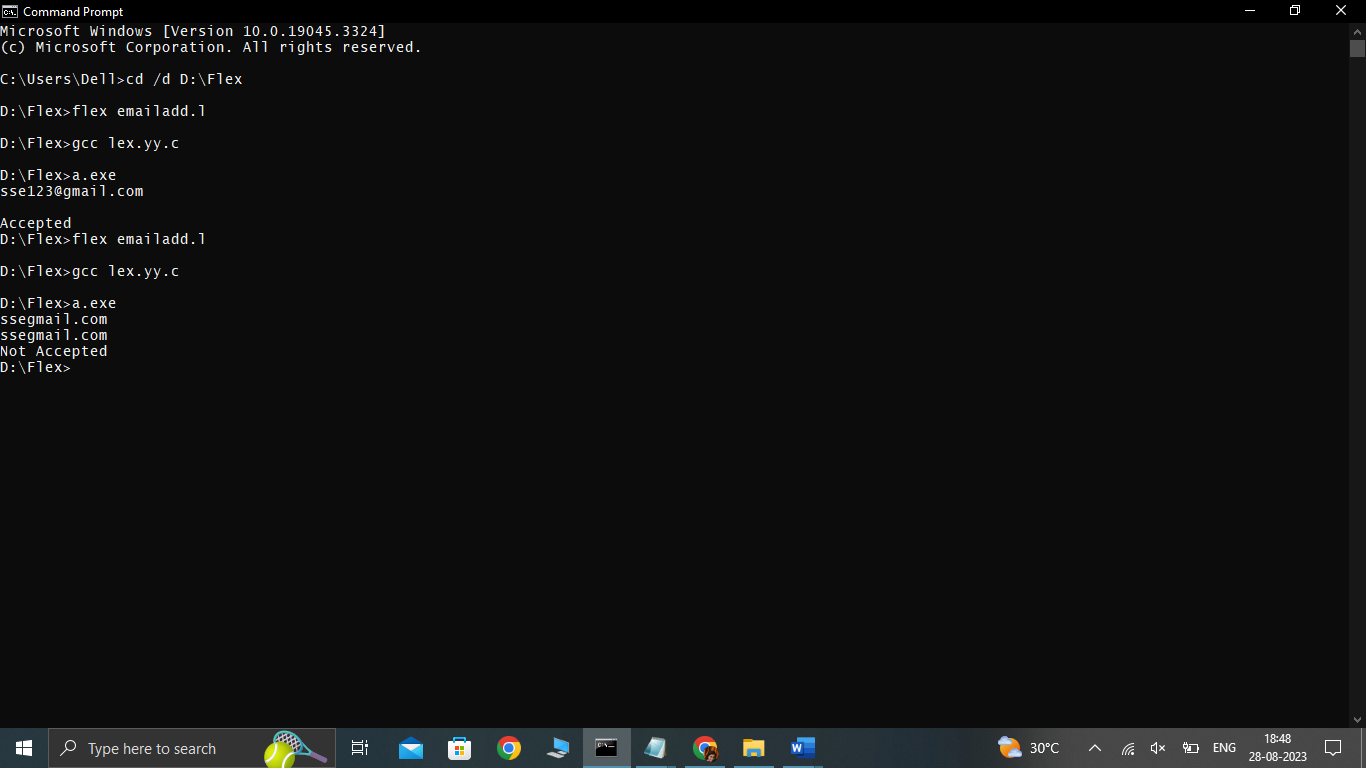 Command Prompt
Microsoft Windows [Version 10.0.19045.3324]
(c) Microsoft Corporation. All rights reserved.
C:\Users\Dell>cd /d D:\Flex
D:\Flex>flex emailadd.l
D:\Flex>gcc lex.yy.c
D:\Flex>a.exe
sse123@gmail.com
Accepted
D:\Flex>flex emailadd.l
D:\Flex>gcc lex.yy.c
D:\Flex>a.exe
ssegmail.com
ssegmail.com
Not Accepted
D:\Flex>
Type here to search
30°C
ENG
18:48
28-08-2023